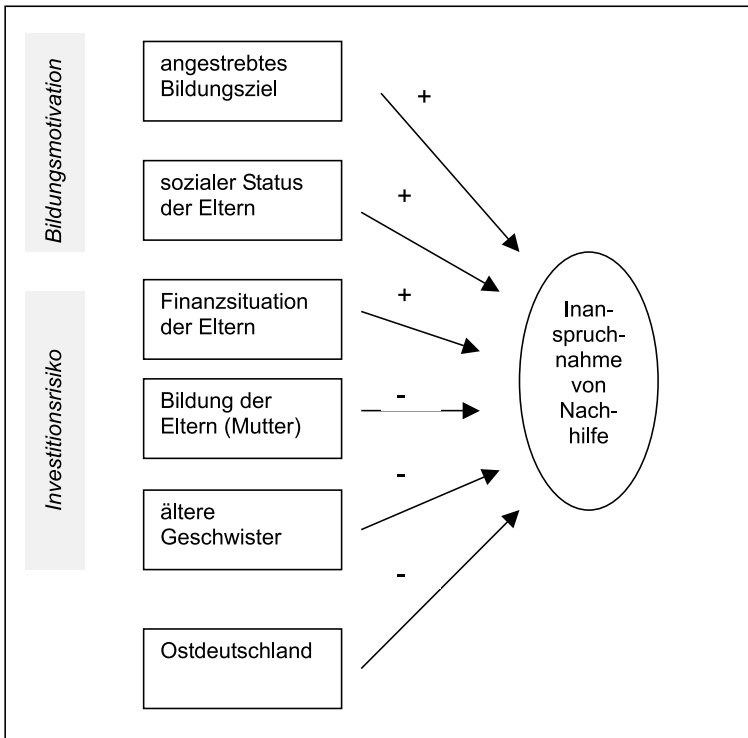 Bildungsmotivation
angestrebtes
Bildungsziel
+
sozialer Status
der Eltern
+
Investitionsrisiko
Finanzsituation
der Eltern
+
Bildung der
Eltern (Mutter)
-
ältere
Geschwister
-
Ostdeutschland
-
Inan-
spruch-
nahme
von
Nach-
hilfe